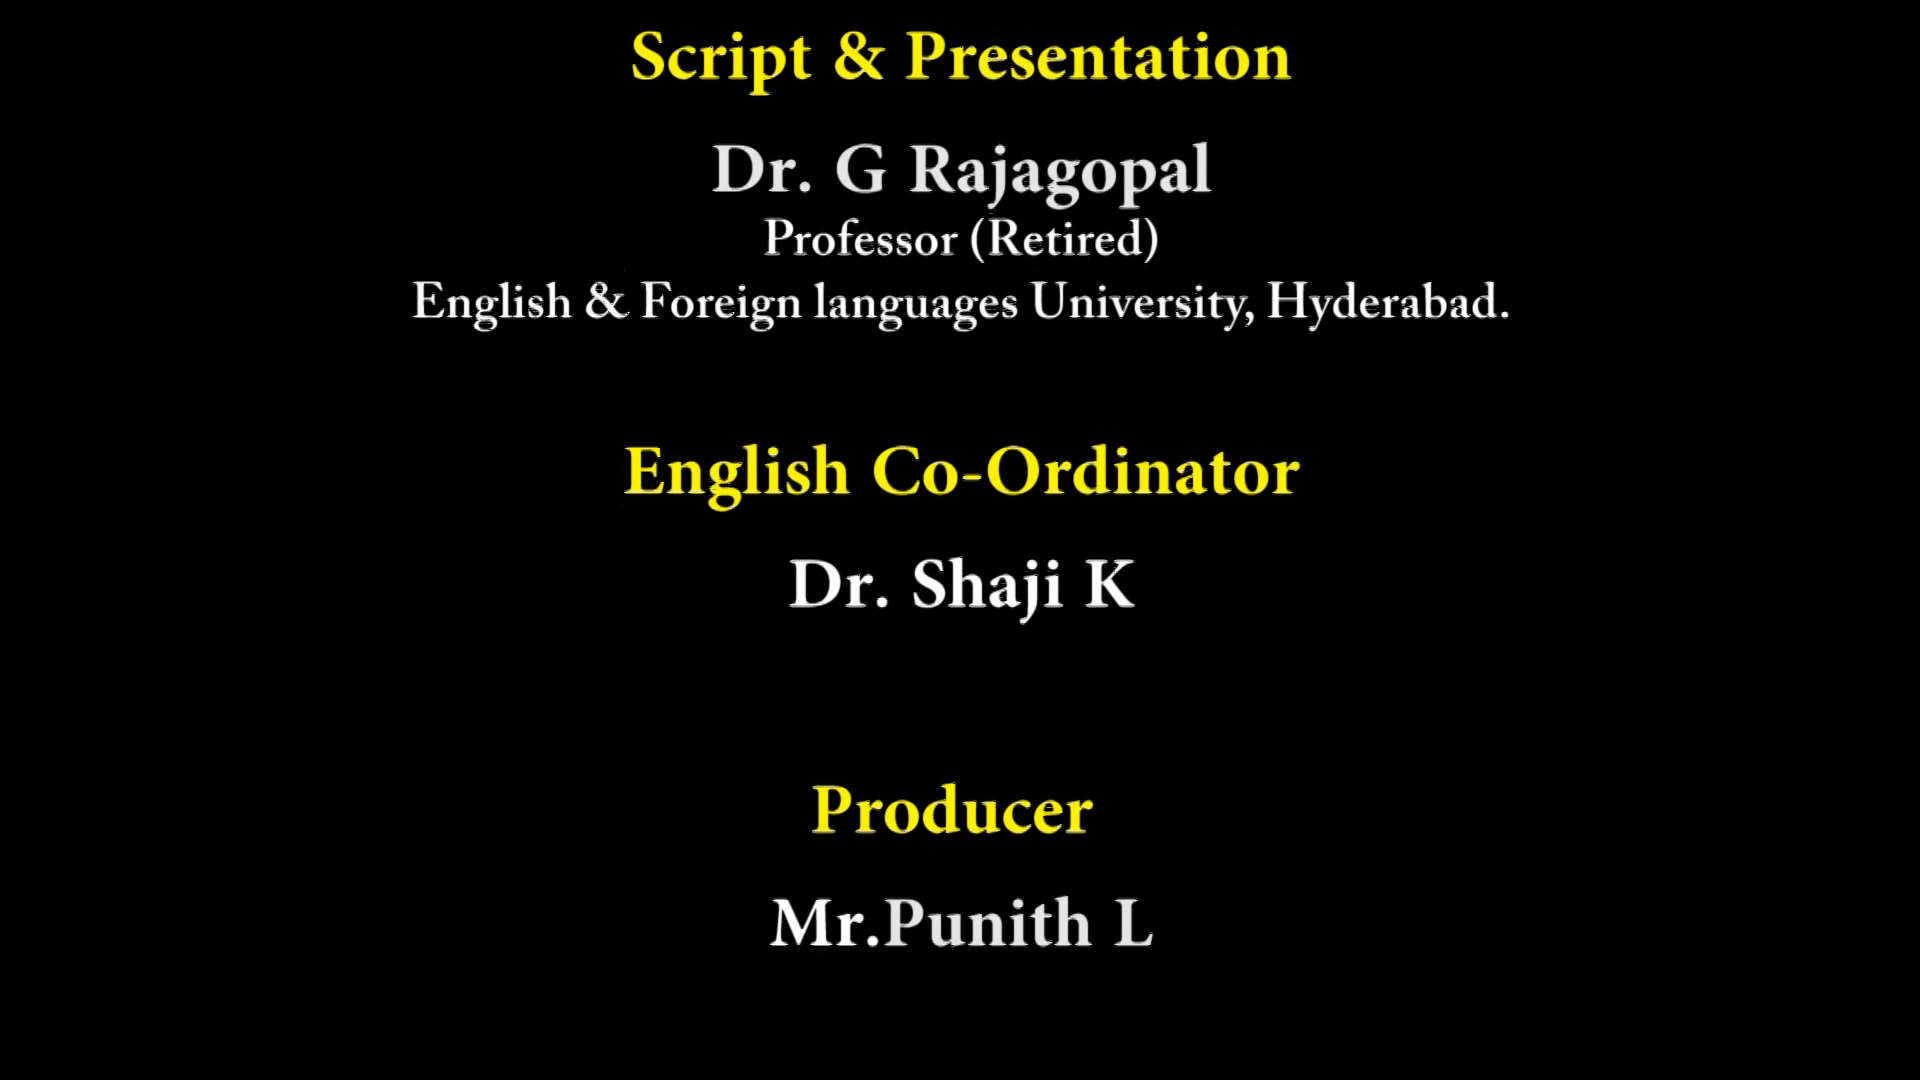 Script & Presentation
Dr. G Rajagopal
Professor (Retired)
English & Foreign languages University, Hyderabad.
English Co-Ordinator
Dr. Shaji K
Producer
Mr.Punith L